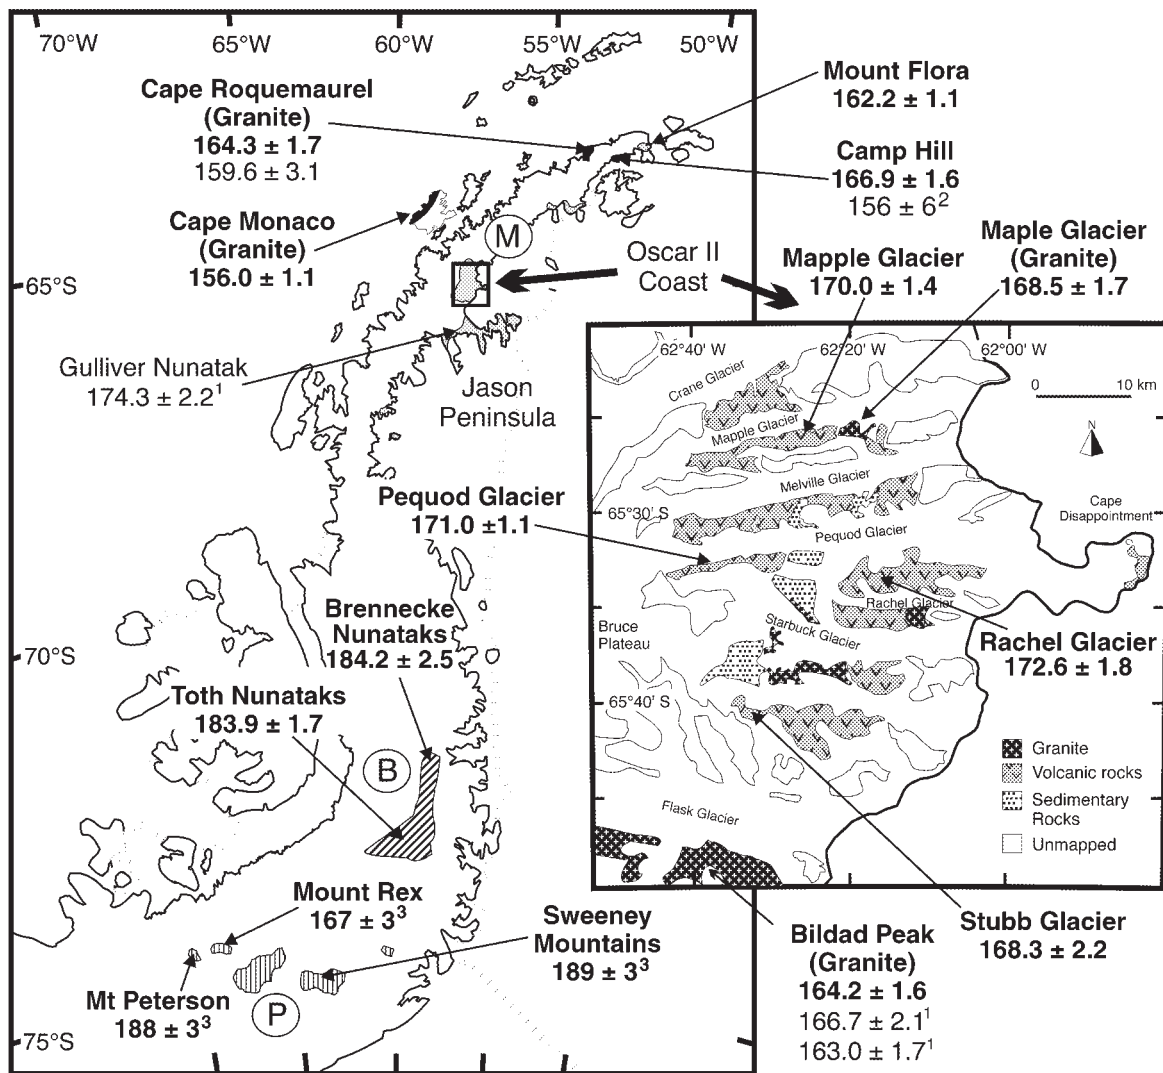 70°W
65°W
60°W
55°W
50°W
Cape Roquemaurel
(Granite)
164.3 ± 1.7
159.6 ± 3.1
Mount Flora
162.2 ± 1.1
Camp Hill
166.9 ± 1.6
156 ± 6²
Cape Monaco
(Granite)
156.0 ± 1.1
M
Oscar II
Coast
Mapple Glacier
170.0 ± 1.4
Maple Glacier
(Granite)
168.5 ± 1.7
65°S
Gulliver Nunatak
174.3 ± 2.2¹
Jason
Peninsula
62°40' W
62°20' W
62°00' W
0 10 km
N
Crane Glacier
Mapple Glacier
Melville Glacier
Cape
Disappointment
65°30' S
Pequod Glacier
Pequod Glacier
171.0 ±1.1
Rachel Glacier
Starbuck Glacier
Bruce
Plateau
Rachel Glacier
172.6 ± 1.8
65°40' S
Flask Glacier
Granite
Volcanic rocks
Sedimentary
Rocks
Unmapped
Brennecke
Nunataks
184.2 ± 2.5
70°S
Toth Nunataks
183.9 ± 1.7
B
Mount Rex
167 ± 3³
Sweeney
Mountains
189 ± 3³
Mt Peterson
188 ± 3³
P
75°S
Bildad Peak
(Granite)
164.2 ± 1.6
166.7 ± 2.1¹
163.0 ± 1.7¹
Stubb Glacier
168.3 ± 2.2